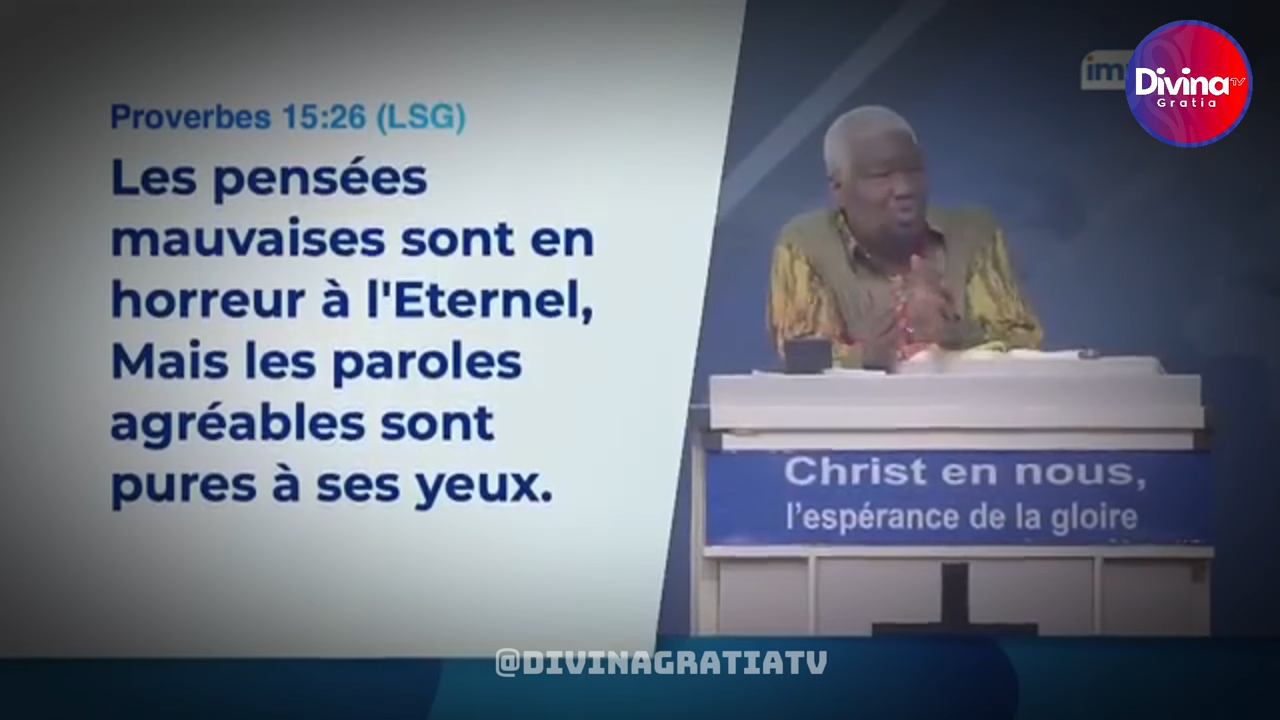 Proverbes 15:26 (LSG)
Les pensées
mauvaises sont en
horreur à l'Eternel,
Mais les paroles
agréables sont
pures à ses yeux.
Divina TV
Gratia
Christ en nous,
l'espérance de la gloire
@DIVINAGRATIATV